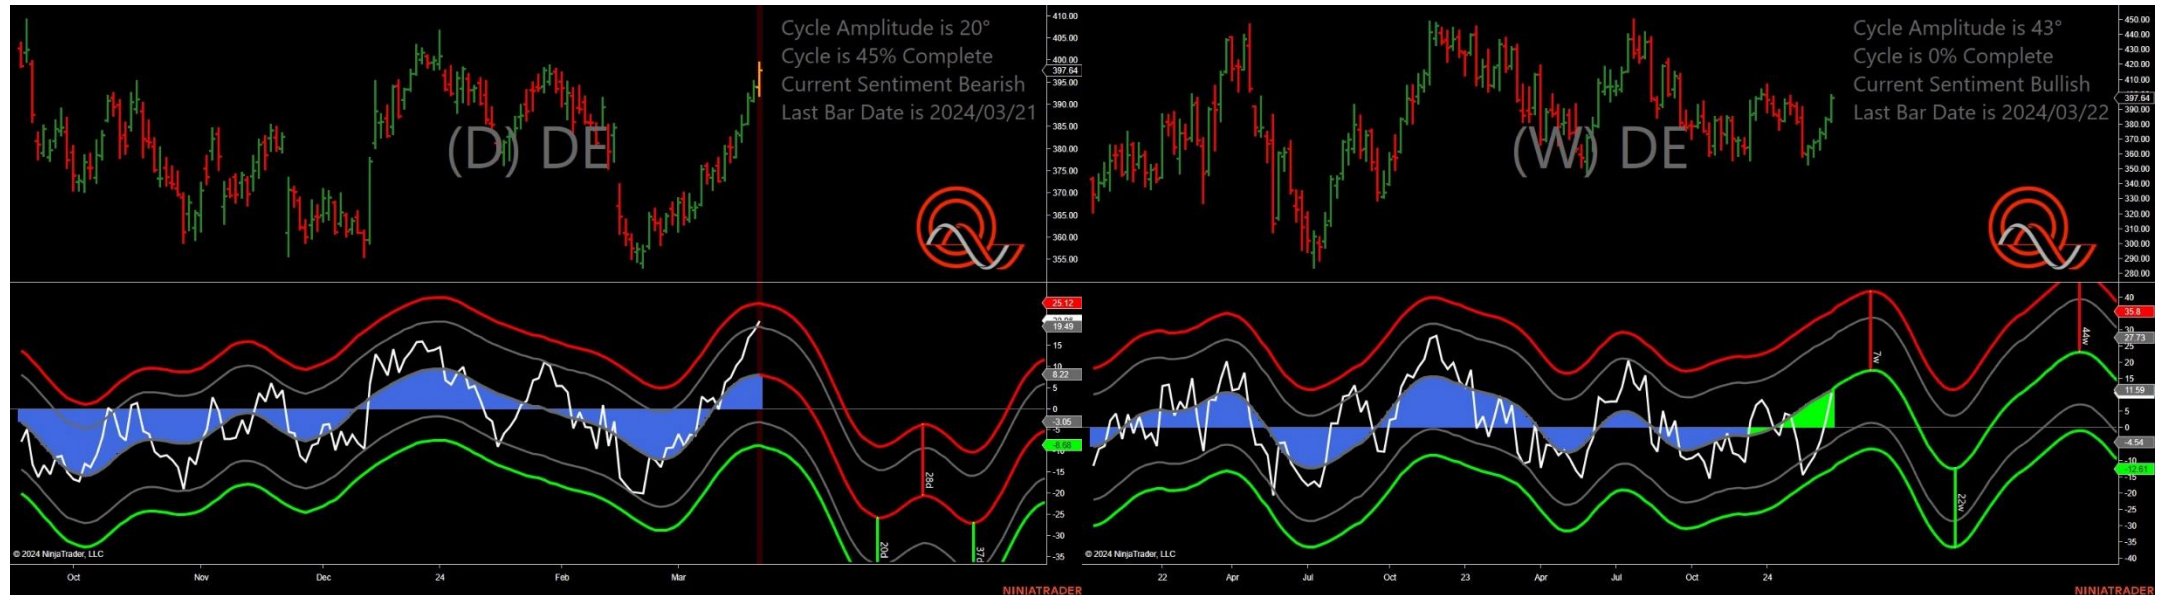 Cycle Amplitude is 20°
Cycle is 45% Complete
Current Sentiment Bearish
Last Bar Date is 2024/03/21
(D) DE
410.00
405.00
400.00
397.64
395.00
390.00
385.00
380.00
375.00
370.00
365.00
360.00
355.00
25.12
19.49
15
10
8.22
5
0
-3.05
-5
-15
-20
-25
-30
-35
28d
20d
© 2024 NinjaTrader, LLC
Oct
Nov
Dec
24
Feb
Mar
NINJATRADER
Cycle Amplitude is 43°
Cycle is 0% Complete
Current Sentiment Bullish
Last Bar Date is 2024/03/22
(W) DE
450.00
440.00
430.00
420.00
410.00
397.64
390.00
380.00
370.00
360.00
350.00
340.00
330.00
320.00
310.00
300.00
290.00
280.00
40
35.8
30
27.73
25
20
15
11.59
5
0
-4.54
-10
-12.61
-15
-20
-25
-30
-35
-40
7w
22w
44w
© 2024 NinjaTrader, LLC
22
Apr
Jul
Oct
23
Apr
Jul
Oct
24
NINJATRADER